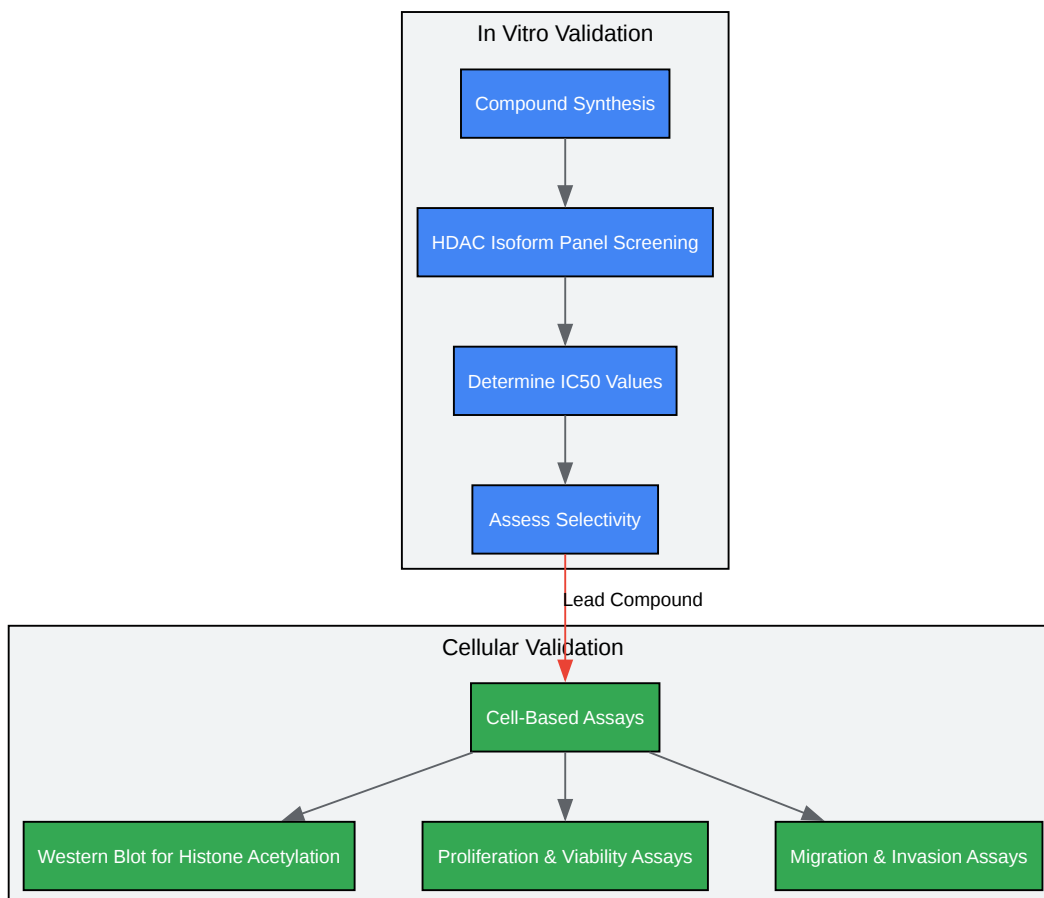 In Vitro Validation
Compound Synthesis
HDAC Isoform Panel Screening
Determine IC50 Values
Assess Selectivity
Lead Compound
Cellular Validation
Cell-Based Assays
Western Blot for Histone Acetylation
Proliferation & Viability Assays
Migration & Invasion Assays